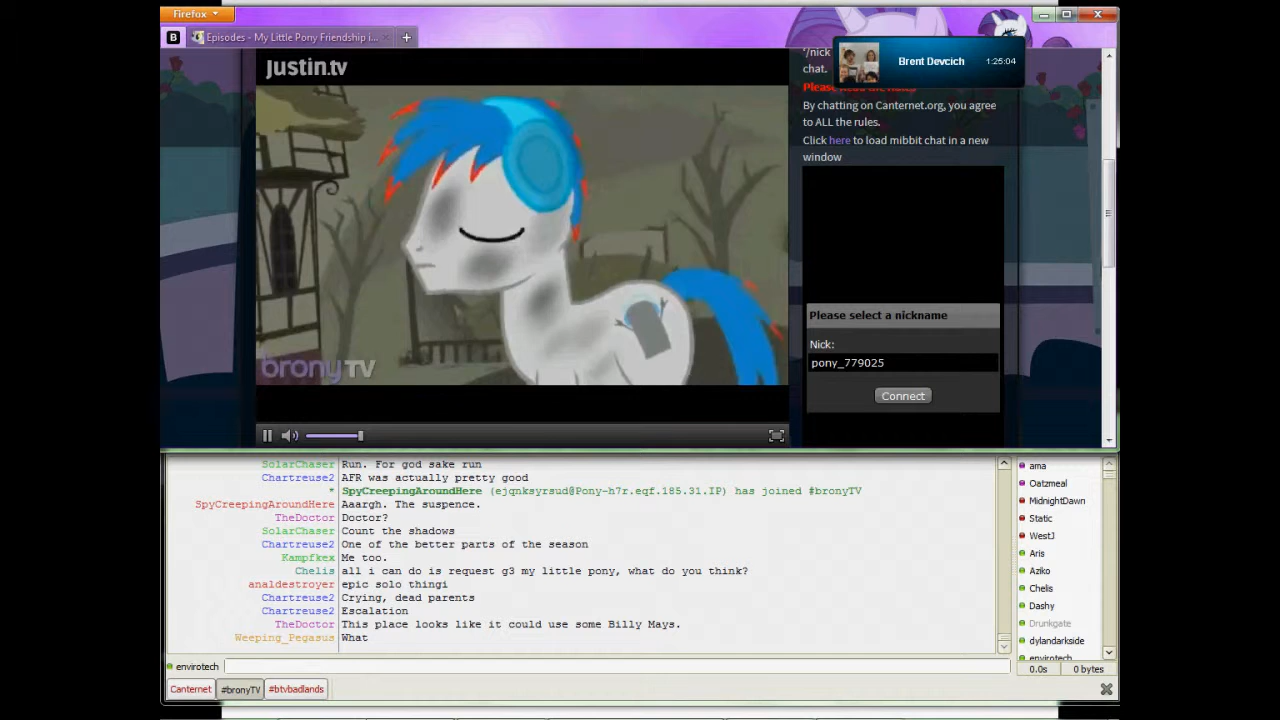 Firefox
B
Episodes - My Little Pony Friendship i...
Justin.tv
bronyTV
'/nick
chat.
By chatting on Canternet.org, you agree
to ALL the rules.
Click here to load mibbit chat in a new
window
Brent Devcich 1:25:04
Please select a nickname
Nick:
pony_779025
Connect
SolarChaser Run. For god sake run
Chartreuse2 AFR was actually pretty good
* SpyCreepingAroundHere (ejqnksyrsud@Pony-h7r.eqf.185.31.IP) has joined #bronyTV
SpyCreepingAroundHere Aaargh. The suspence.
TheDoctor Doctor?
SolarChaser Count the shadows
Chartreuse2 One of the better parts of the season
Kampfkex Me too.
Chelis all i can do is request g3 my little pony, what do you think?
analdestroyer epic solo thingi
Chartreuse2 Crying, dead parents
Chartreuse2 Escalation
TheDoctor This place looks like it could use some Billy Mays.
Weeping_Pegasus What
envirotech
Canternet #bronyTV #btvbadlands
ama
Oatzmeal
MidnightDawn
Static
WestJ
Aris
Aziko
Chelis
Dashy
Drunkgate
dylandarkside
envirotech
0.0s 0 bytes